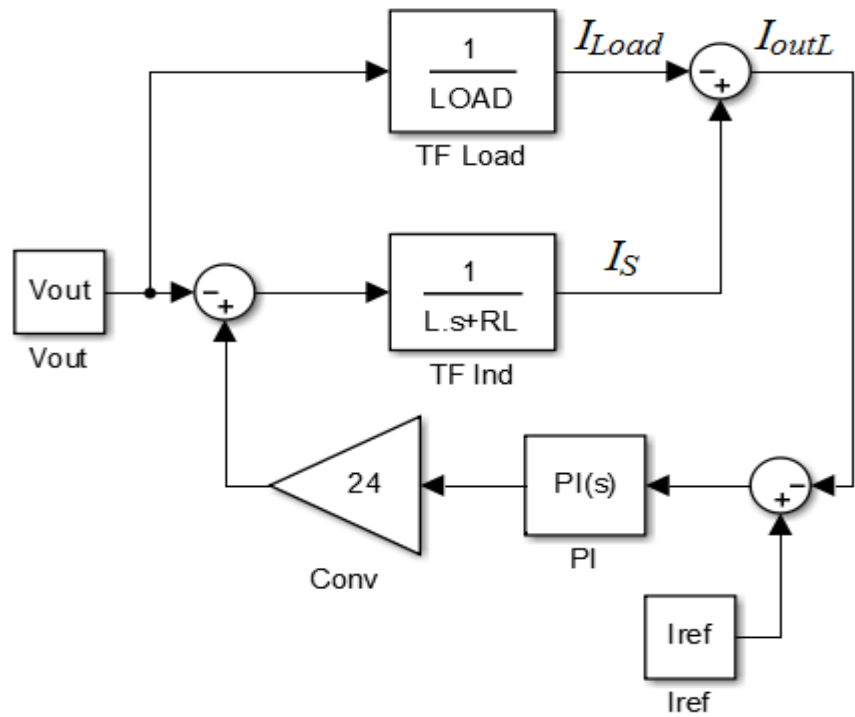 1
LOAD
TF Load
I_Load
I_outL
-
+
Vout
Vout
-
+
1
L.s+RL
TF Ind
I_S
24
Conv
PI(s)
PI
-
+
Iref
Iref